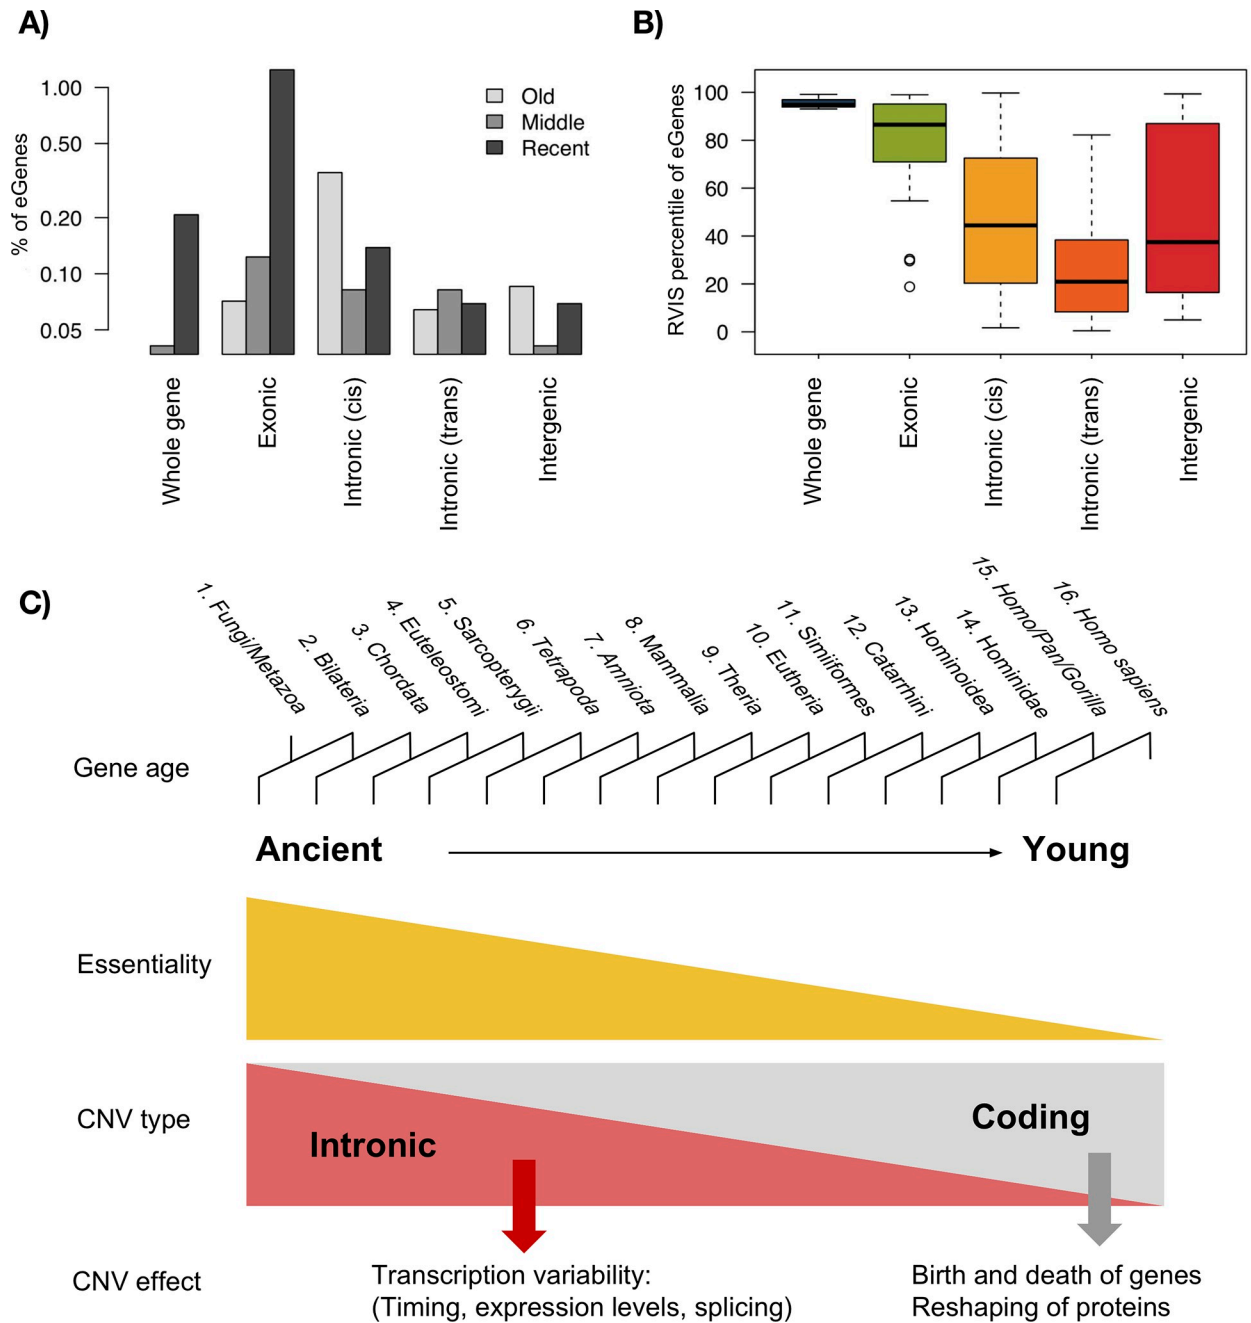 A)
% of eGenes
1.00
0.50
0.20
0.10
0.05
Old
Middle
Recent
Whole gene
Exonic
Intronic (cis)
Intronic (trans)
Intergenic
B)
RVIS percentile of eGenes
100
80
60
40
20
0
Whole gene
Exonic
Intronic (cis)
Intronic (trans)
Intergenic
C)
1. Fungi/Metazoa
2. Bilateria
3. Chordata
4. Euteleostomi
5. Sarcopterygii
6. Tetrapoda
7. Amniota
8. Mammalia
9. Theria
10. Eutheria
11. Simiiformes
12. Catarrhini
13. Hominoidea
14. Hominidae
15. Homo/Pan/Gorilla
16. Homo sapiens
Gene age
Ancient
Young
Essentiality
CNV type
Intronic
Coding
CNV effect
Transcription variability:
(Timing, expression levels, splicing)
Birth and death of genes
Reshaping of proteins